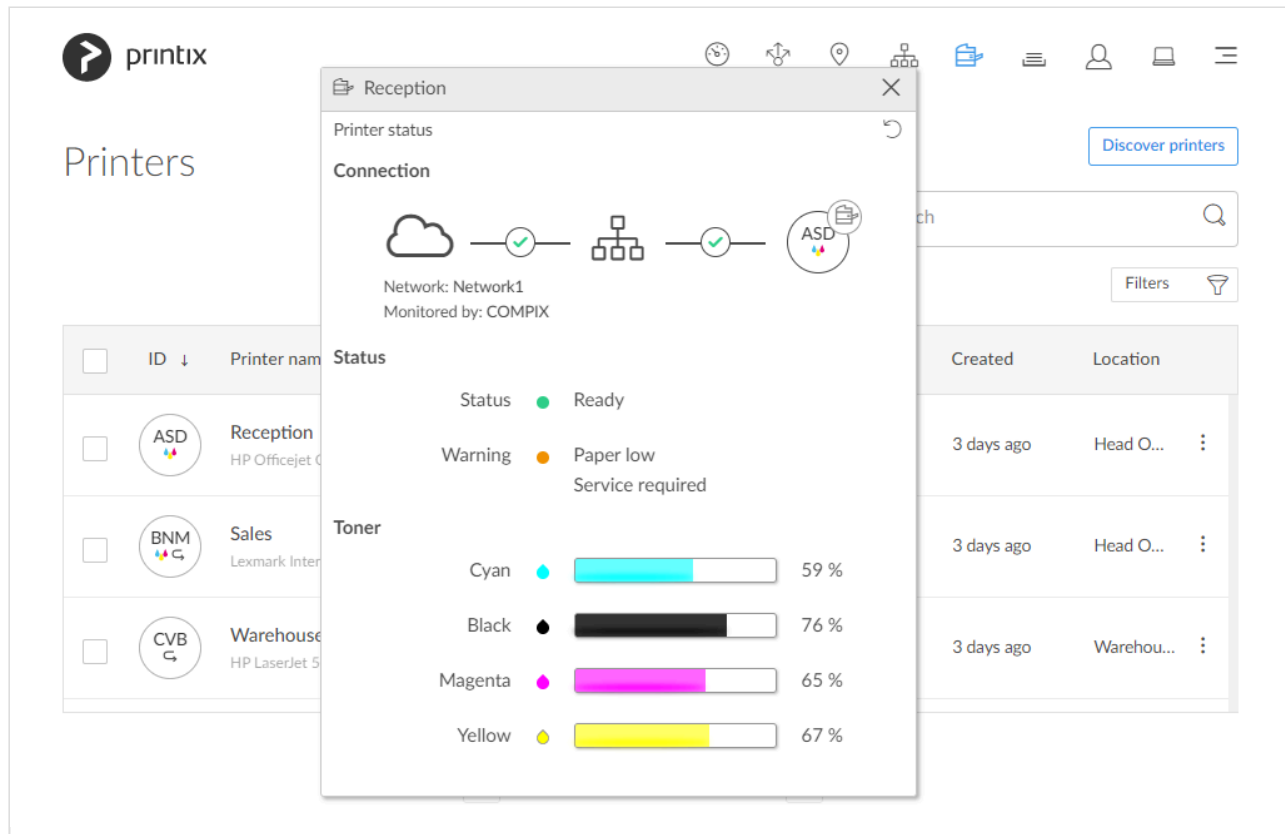 printix
Reception
Printer status
Printers
Discover printers
Connection
ASD
Network: Network1
Monitored by: COMPIX
Filters
ID ↓ Created Location
Status
Status Ready
Warning Paper low
Service required
ASD Reception 3 days ago Head O...
HP Officejet
BNM Sales 3 days ago Head O...
Lexmark
CVB Warehouse 3 days ago Warehou...
HP LaserJet 5
Toner
Cyan 59 %
Black 76 %
Magenta 65 %
Yellow 67 %